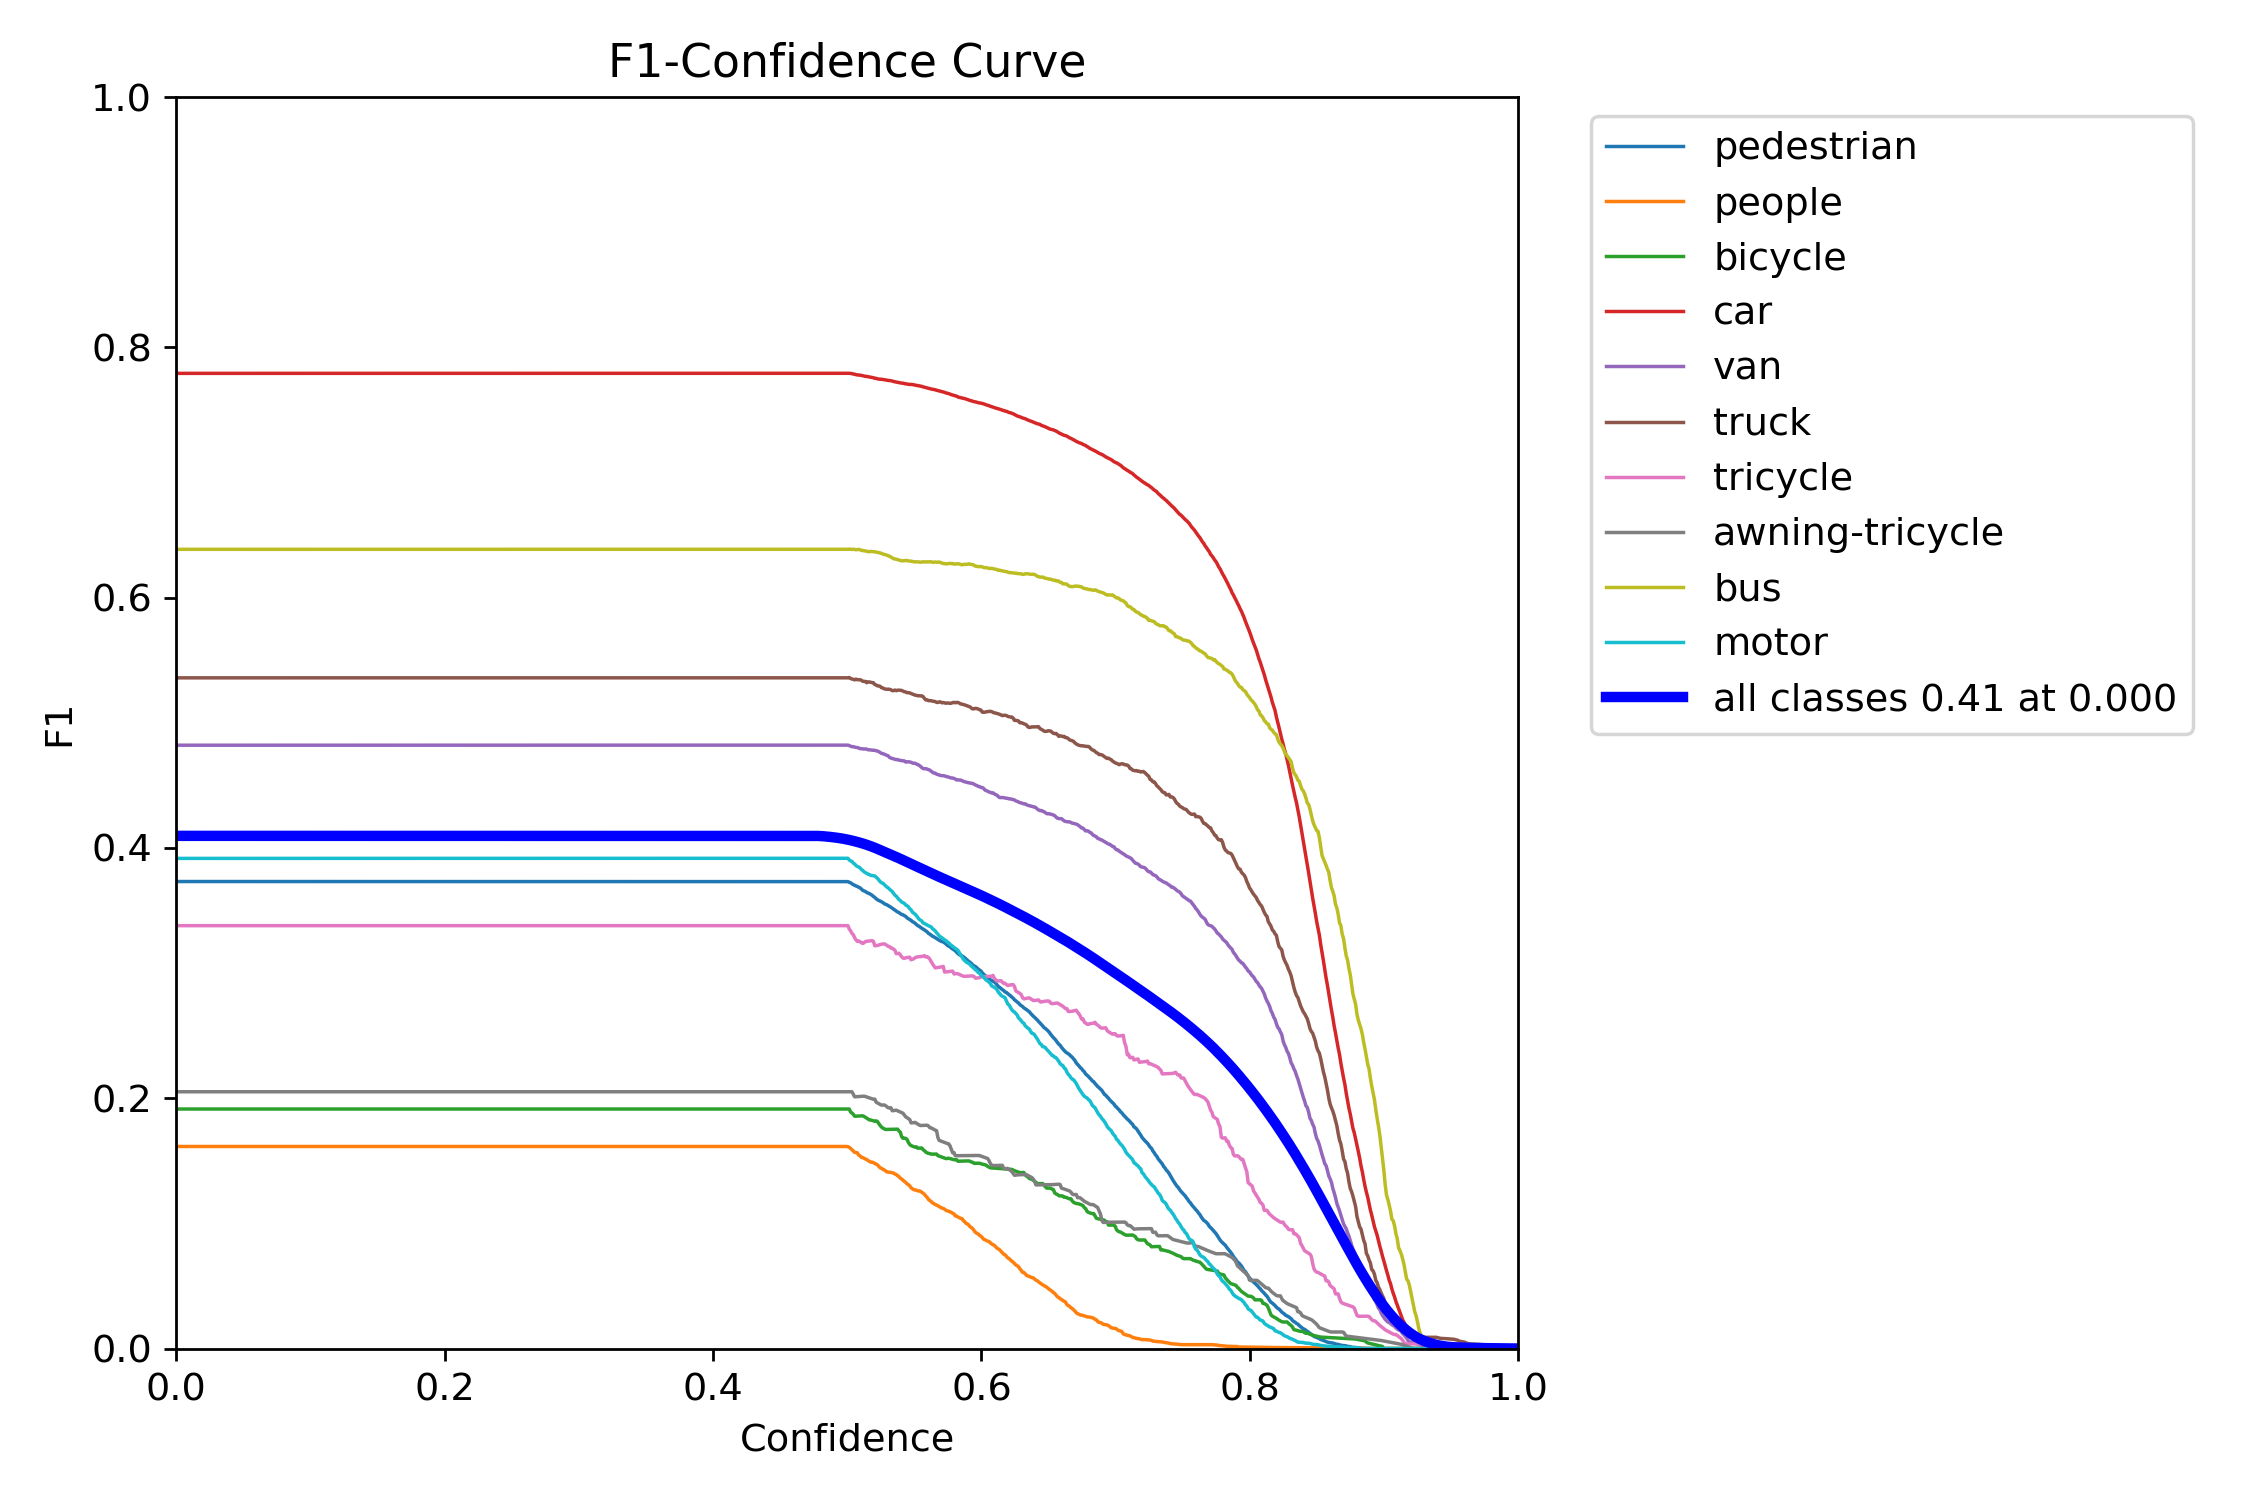 F1-Confidence Curve
1.0
0.8
0.6
0.4
0.2
0.0
F1
0.0 0.2 0.4 0.6 0.8 1.0
Confidence
pedestrian
people
bicycle
car
van
truck
tricycle
awning-tricycle
bus
motor
all classes 0.41 at 0.000